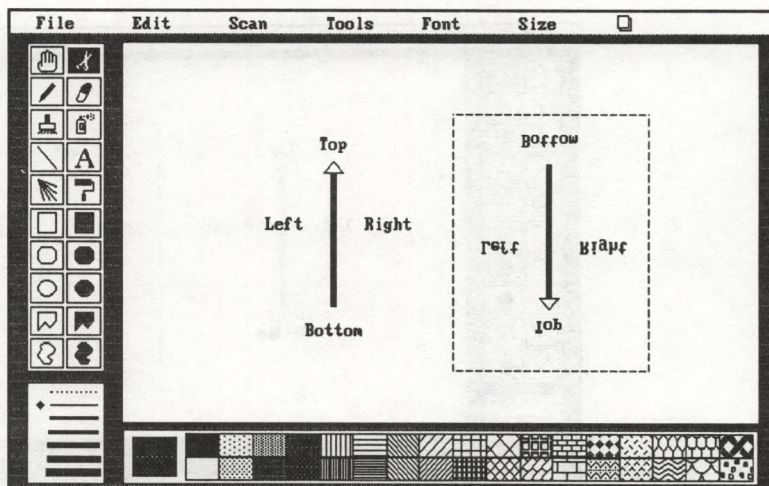 File Edit Scan Tools Font Size
A
Top
Left Right
Bottom
Bottom
Left Right
Top